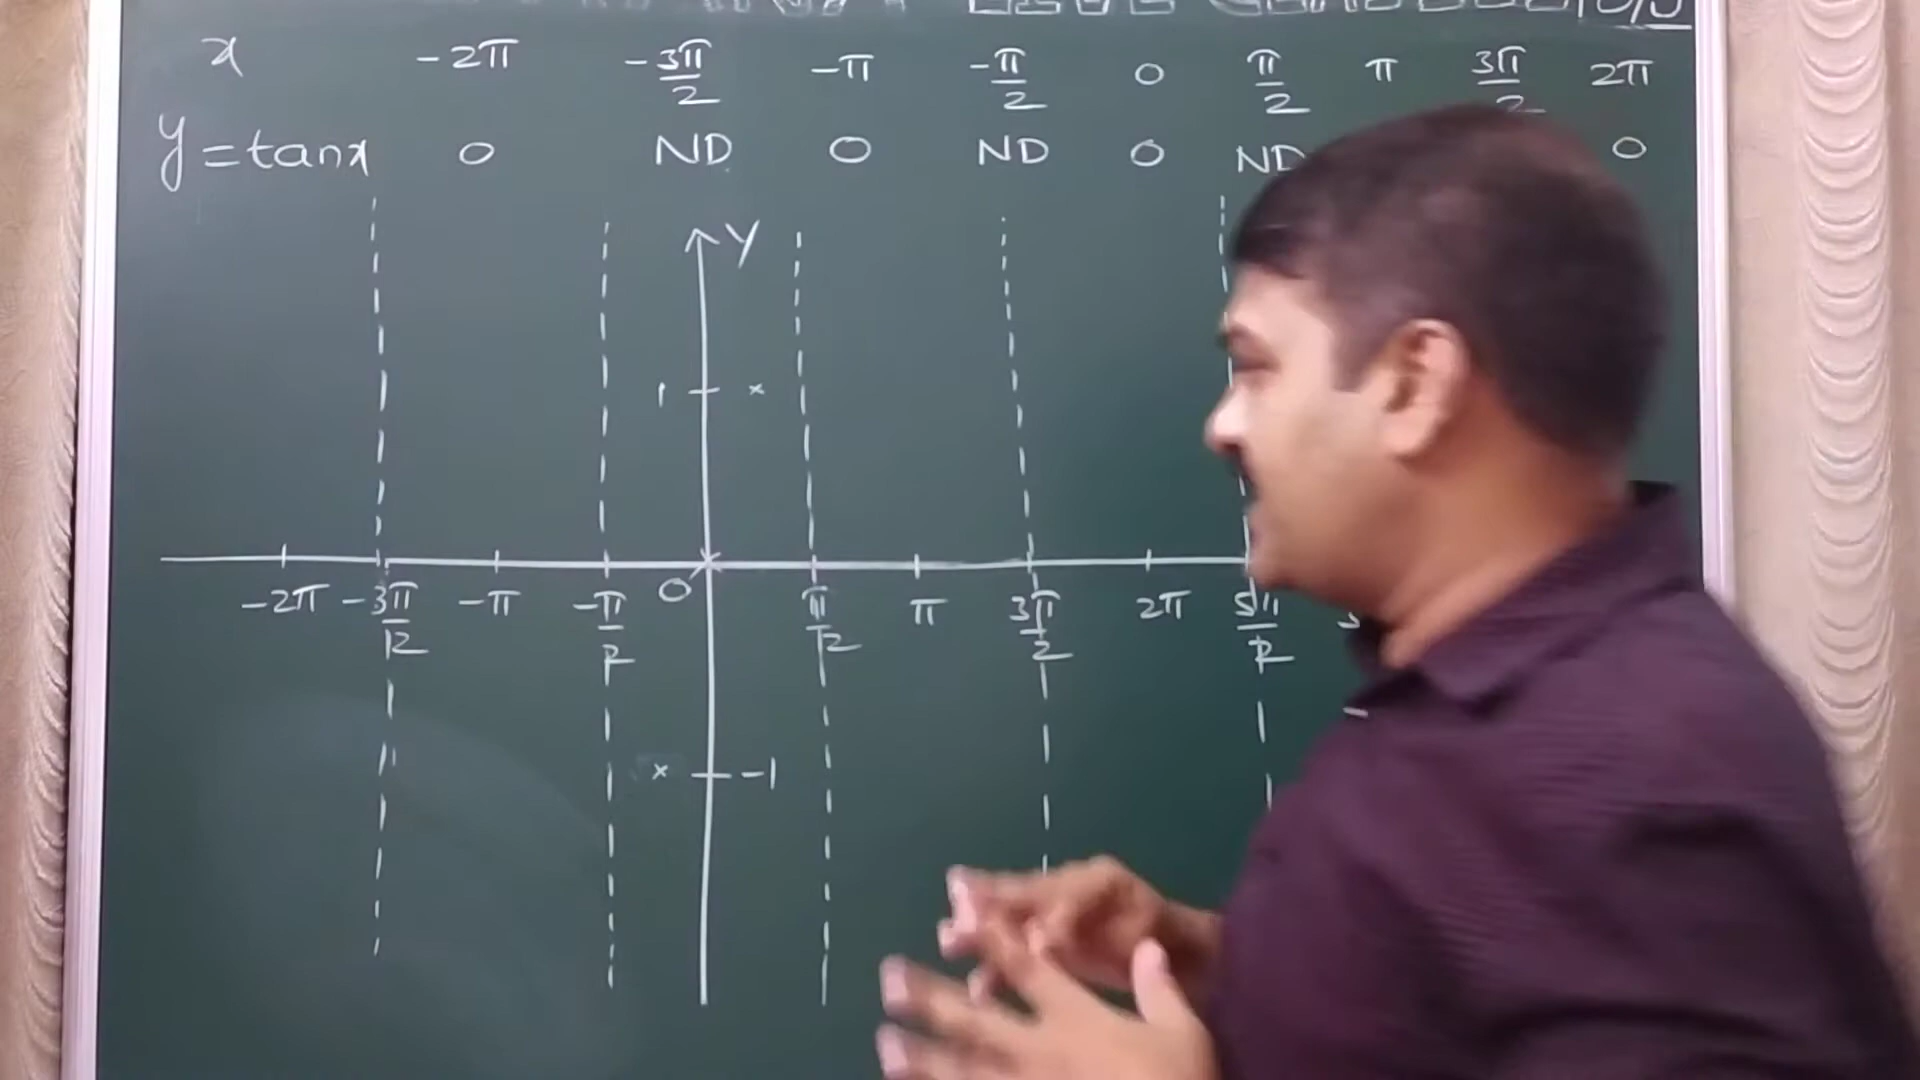 x -2π -3π/2 -π -π/2 0 π/2 π 3π/2 2π
y = tanx 0 ND 0 ND 0 ND 0
Y
1
0
-2π -3π/2 -π -π/2 π/2 π 3π/2 2π 5π/2
-1